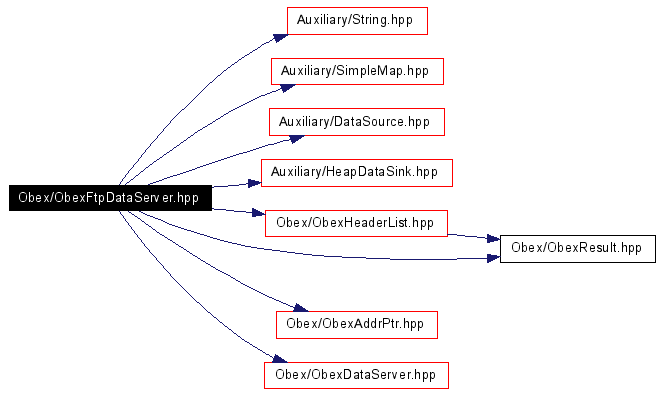 Auxiliary/String.hpp
Auxiliary/SimpleMap.hpp
Auxiliary/DataSource.hpp
Auxiliary/HeapDataSink.hpp
Obex/ObexFtpDataServer.hpp
Obex/ObexHeaderList.hpp
Obex/ObexResult.hpp
Obex/ObexAddrPtr.hpp
Obex/ObexDataServer.hpp